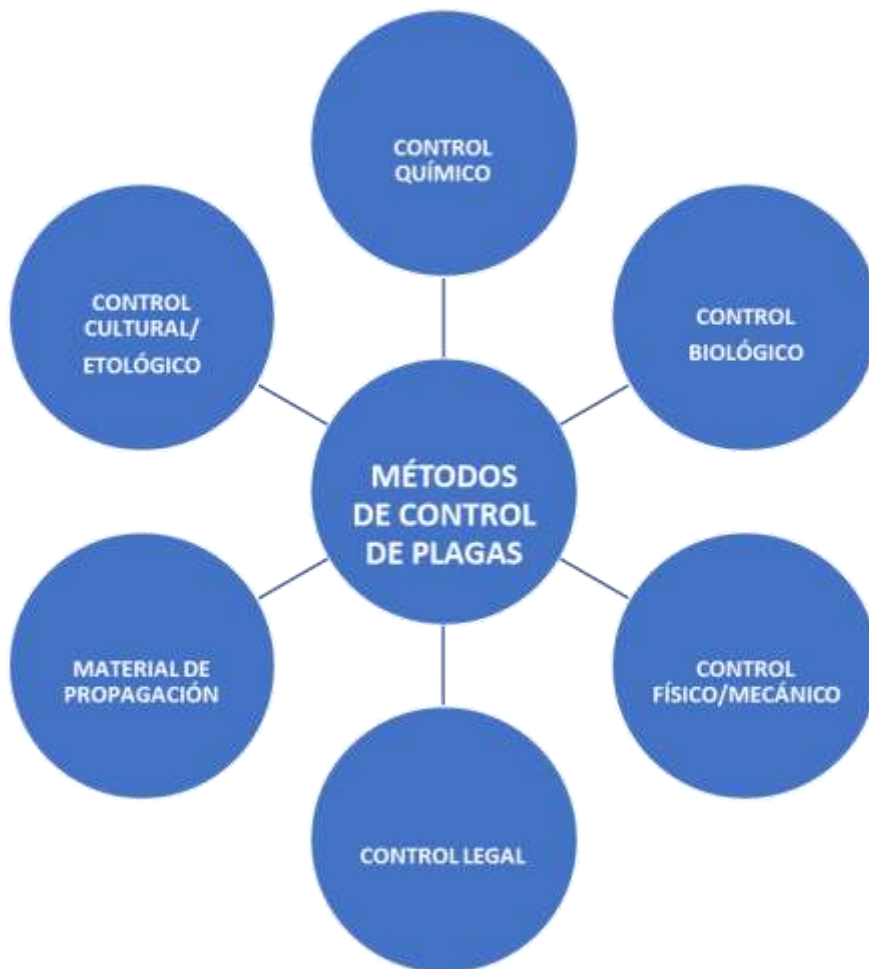 CONTROL
QUÍMICO
CONTROL
CULTURAL/
ETOLÓGICO
CONTROL
BIOLÓGICO
MÉTODOS
DE CONTROL
DE PLAGAS
MATERIAL DE
PROPAGACIÓN
CONTROL
FÍSICO/MECÁNICO
CONTROL LEGAL